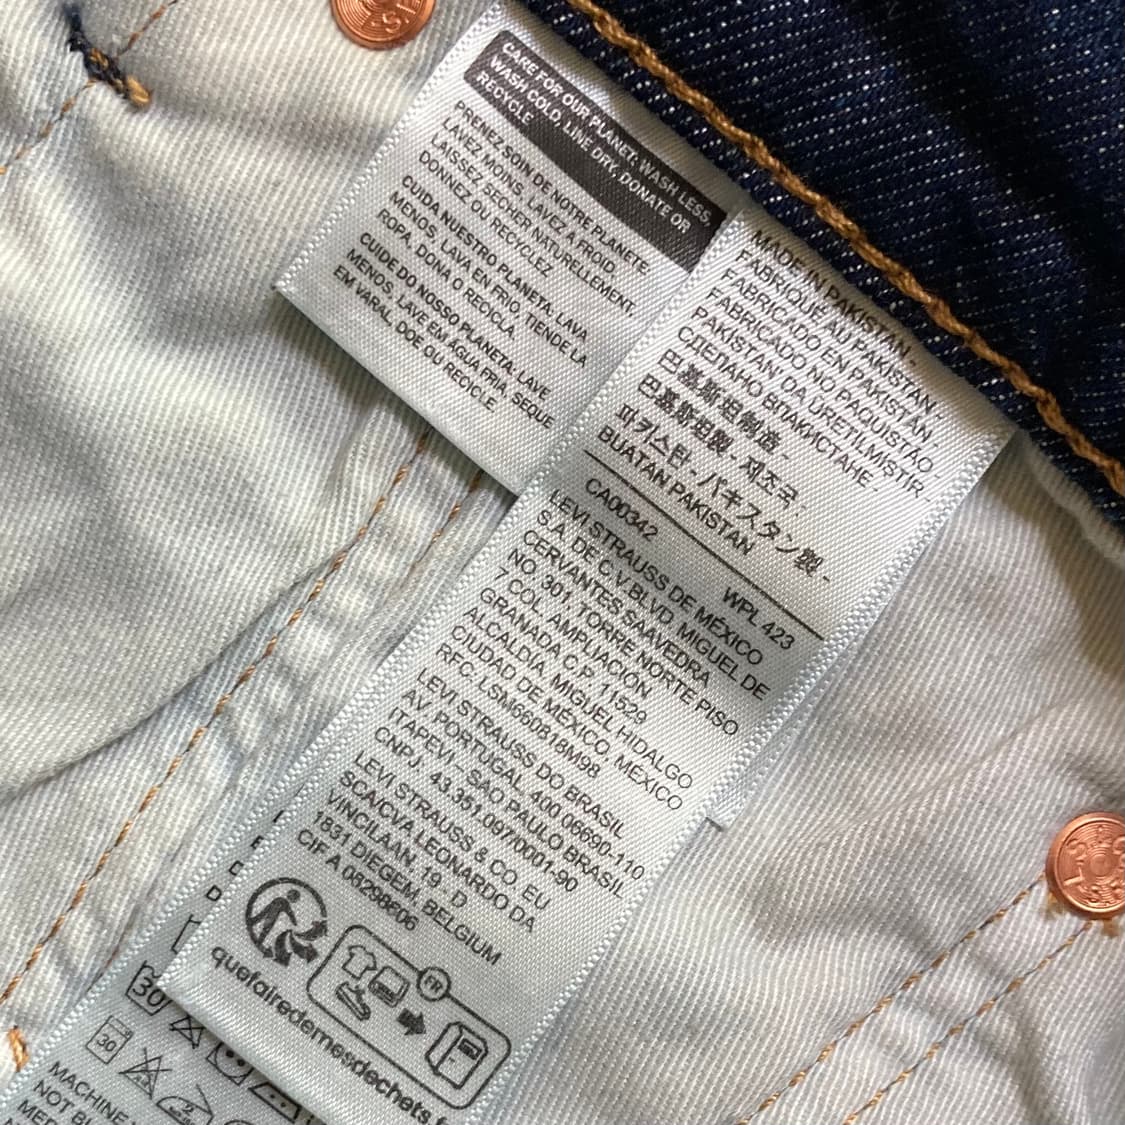 CARE FOR OUR PLANET: WASH LESS,
WASH COLD, LINE DRY, DONATE OR
RECYCLE
PRENEZ SOIN DE NOTRE PLANETE:
LAVEZ MOINS, LAVEZ A FROID.
LAISSEZ SÉCHER NATURELLEMENT.
DONNEZ OU RECYCLEZ
CUIDA NUESTRO PLANETA. LAVA
MENOS, LAVA EN FRIO, TIENDE LA
ROPA, DONA O RECICLA.
CUIDE DO NOSSO PLANETA: LAVE
MENOS, LAVE EM ÁGUA FRIA, SEQUE
EM VARAL, DOE OU RECICLE.
MADE IN PAKISTAN -
FABRIQUÉ AU PAKISTAN -
FABRICADO EN PAKISTÁN -
FABRICADO NO PAQUISTÃO
PAKISTAN' DA ÜRETILMIŞTIR -
СДЕЛАНО В ПАКИСТАНЕ -
巴基斯坦制造 -
巴基斯坦製 - 제조국 :
파키스탄 - パキスタン製 -
BUATAN PAKISTAN
CA00342 WPL 423
LEVI STRAUSS DE MÉXICO
S.A. DE C.V.BLVD. MIGUEL DE
CERVANTES SAAVEDRA
NO. 301, TORRE NORTE PISO
7 COL. AMPLIACIÓN
GRANADA C.P. 11529
ALCALDIA. MIGUEL HIDALGO
CIUDAD DE MÉXICO, MÉXICO
RFC: LSM660818M98
LEVI STRAUSS DO BRASIL
AV. PORTUGAL, 400 06690-110
ITAPEVI – SAO PAULO BRASIL
CNPJ. 43.351.097/0001-90
LEVI STRAUSS & CO. EU
SCA/CVA LEONARDO DA
VINCILAAN, 19 - D
1831 DIEGEM, BELGIUM
CIF A 08298606
FR
quefairedemesdechets.f
D
30
30
2
MACHINE
NOT